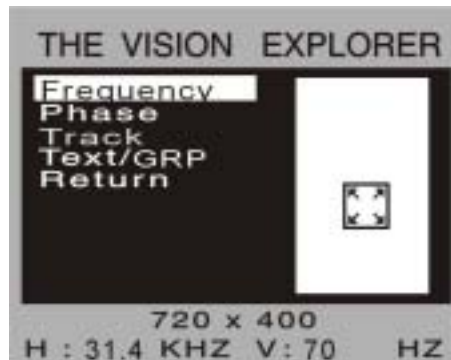 THE VISION EXPLORER
Frequency
Phase
Track
Text/GRP
Return
720 x 400
H : 31.4 KHZ V: 70 HZ